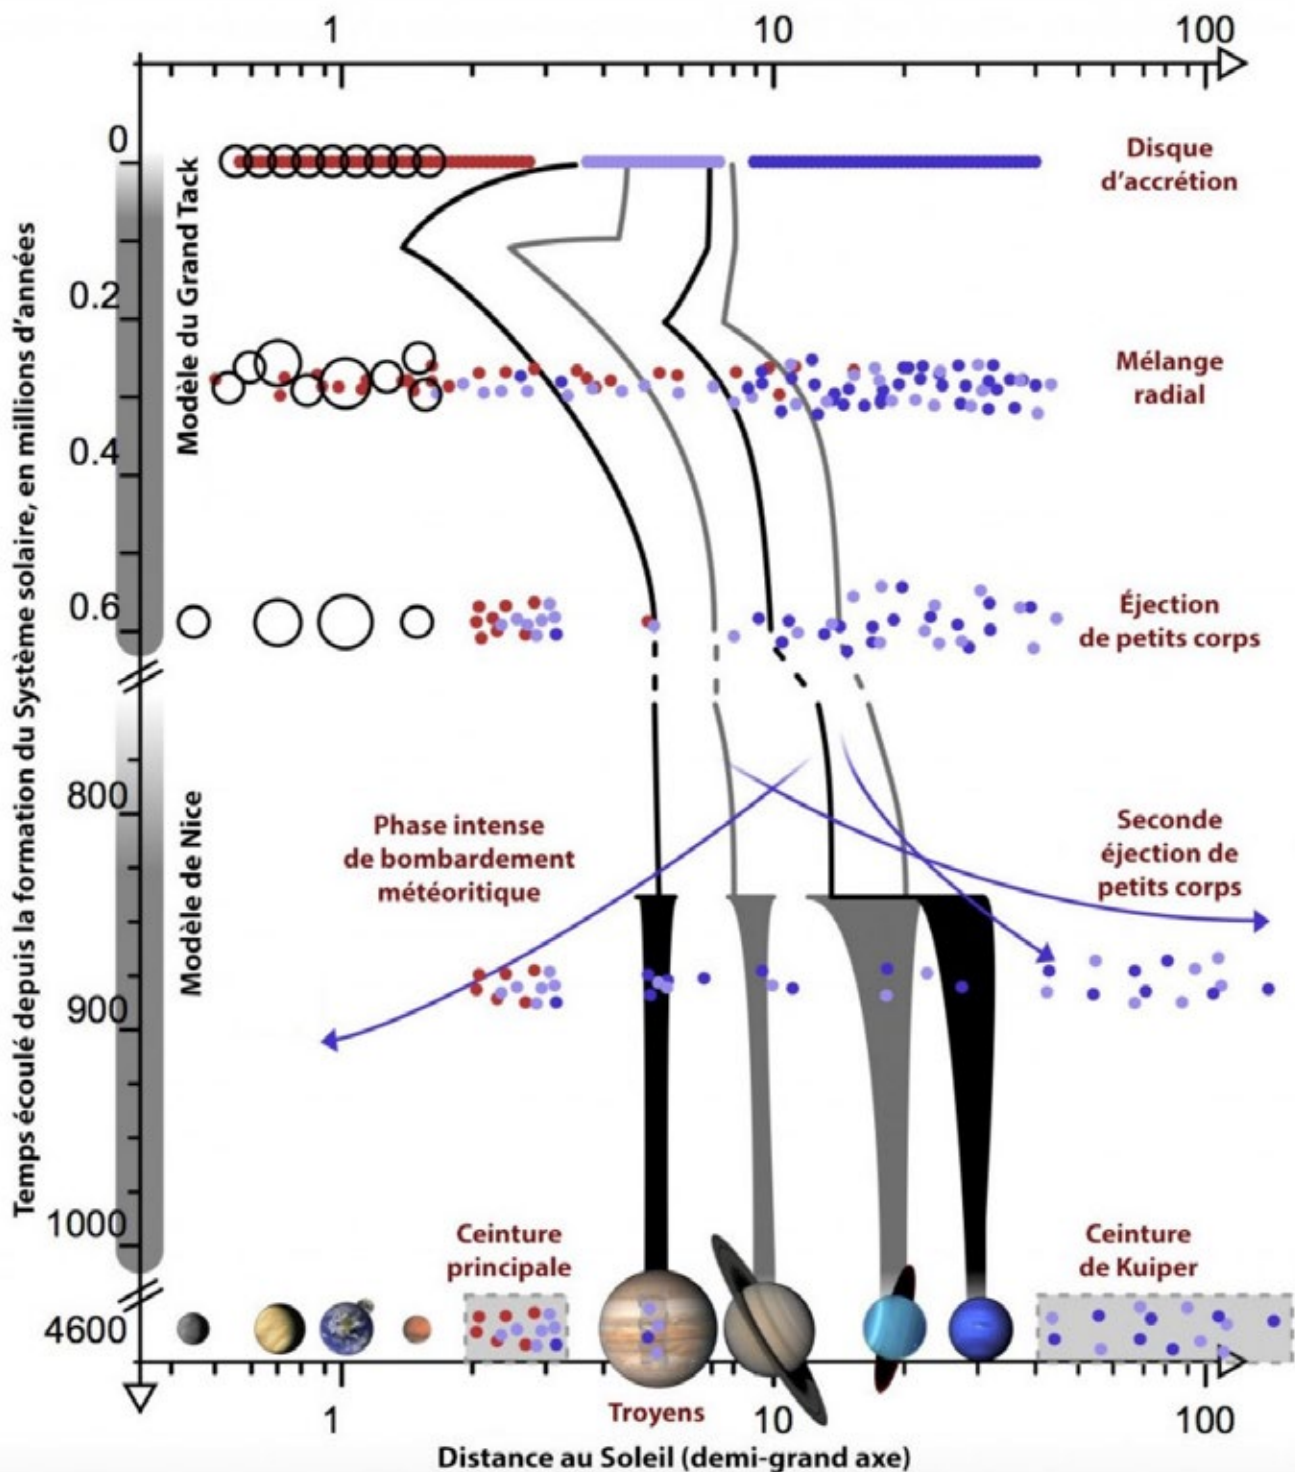 1
10
100
0
Disque
d'accrétion
Modèle du Grand Tack
0.2
Mélange
radial
0.4
0.6
Éjection
de petits corps
Temps écoulé depuis la formation du Système solaire, en millions d'années
800
Phase intense
de bombardement
météoritique
Seconde
éjection de
petits corps
Modèle de Nice
900
1000
Ceinture
principale
Ceinture
de Kuiper
4600
Troyens
1
10
100
Distance au Soleil (demi-grand axe)